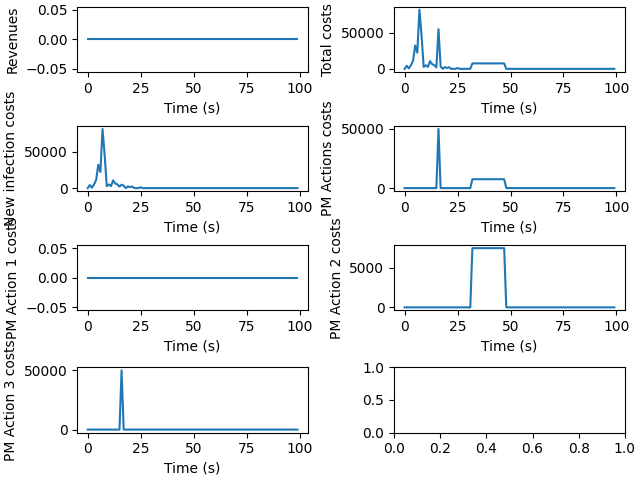 Revenues
0.05
0.00
−0.05
0 25 50 75 100
Time (s)
Total costs
50000
0
0 25 50 75 100
Time (s)
New infection costs
50000
0
0 25 50 75 100
Time (s)
PM Actions costs
50000
0
0 25 50 75 100
Time (s)
PM Action 1 costs
0.05
0.00
−0.05
0 25 50 75 100
Time (s)
PM Action 2 costs
5000
0
0 25 50 75 100
Time (s)
PM Action 3 costs
50000
0
0 25 50 75 100
Time (s)
1.0
0.5
0.0
0.0 0.2 0.4 0.6 0.8 1.0